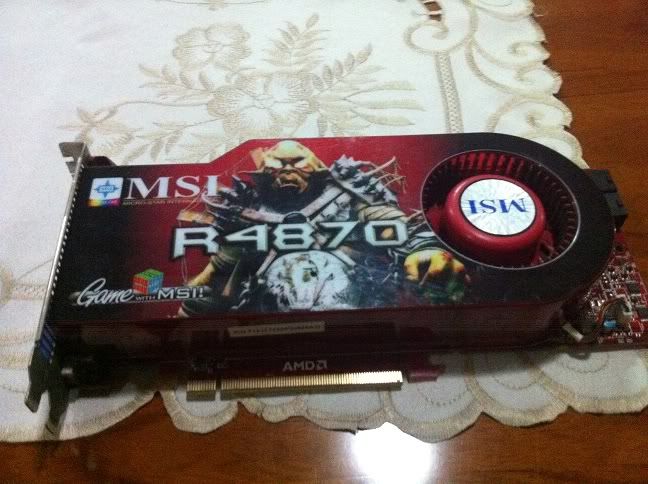 MSI
MICRO-STAR INTERNATIONAL
R4870
MSI
Game WITH MSI!
AMD